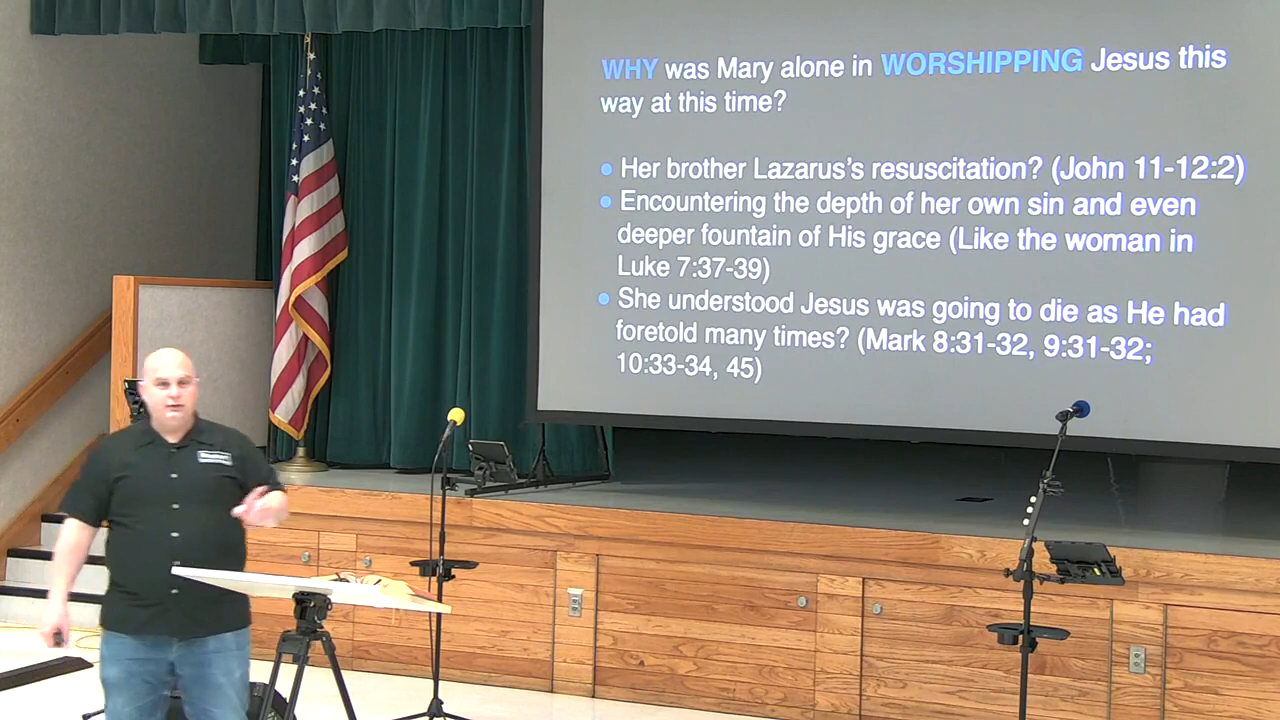 WHY was Mary alone in WORSHIPPING Jesus this
way at this time?
• Her brother Lazarus's resuscitation? (John 11-12:2)
• Encountering the depth of her own sin and even
deeper fountain of His grace (Like the woman in
Luke 7:37-39)
• She understood Jesus was going to die as He had
foretold many times? (Mark 8:31-32, 9:31-32;
10:33-34, 45)